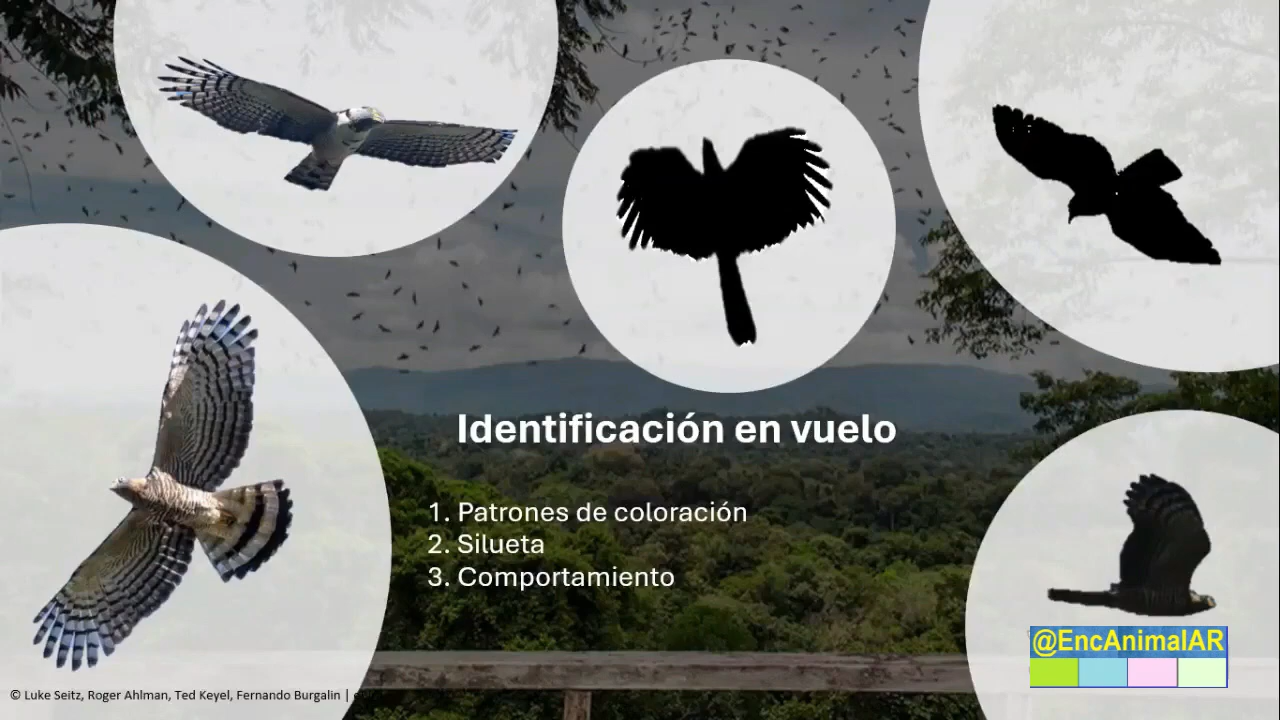 Identificación en vuelo
1. Patrones de coloración
2. Silueta
3. Comportamiento
@EncAnimalAR
© Luke Seitz, Roger Ahlman, Ted Keyel, Fernando Burgalin |